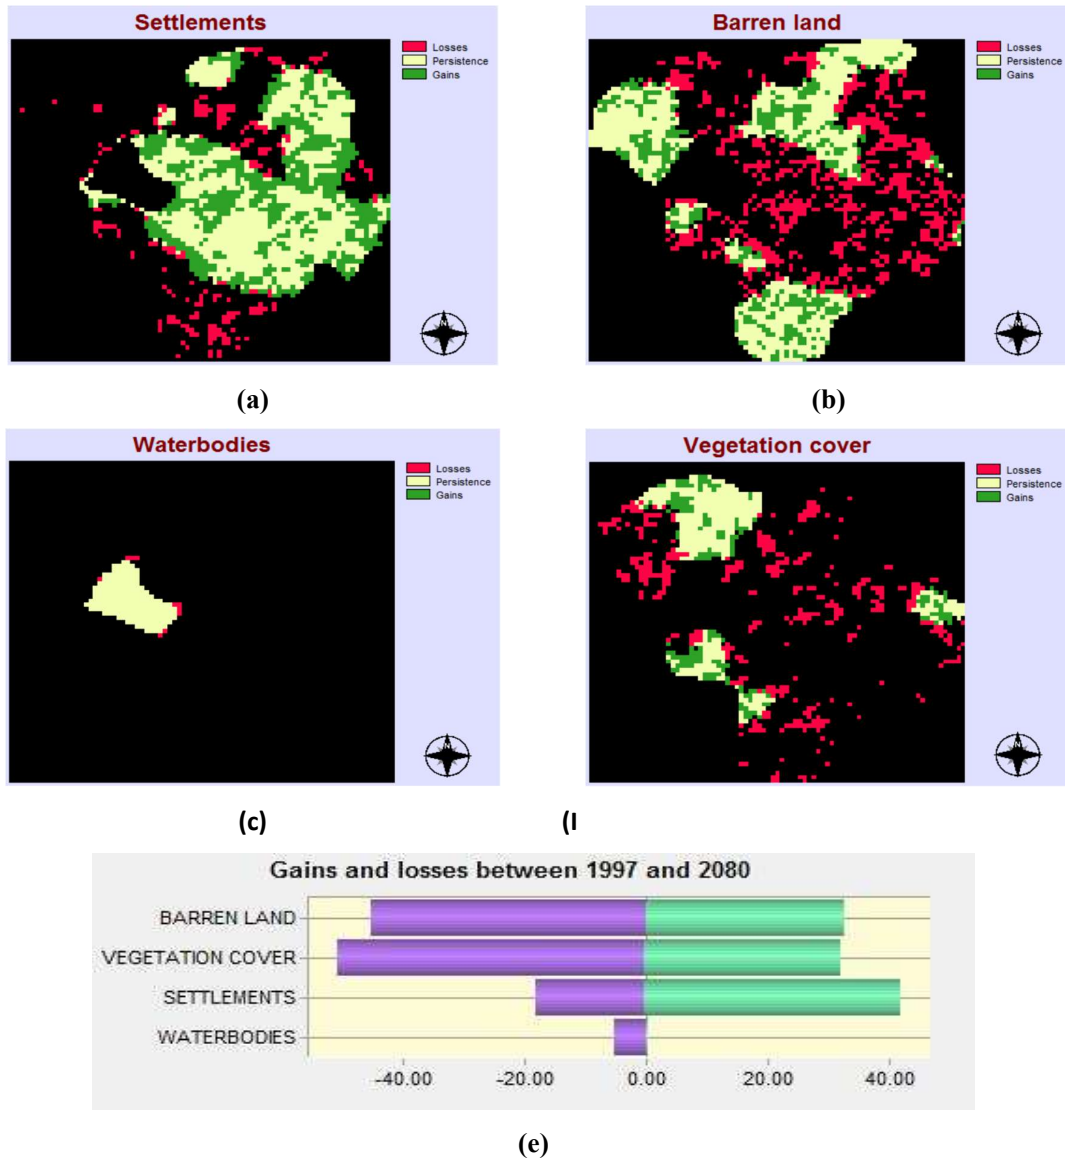 Settlements
Losses
Persistence
Gains
(a)
Barren land
Losses
Persistence
Gains
(b)
Waterbodies
Losses
Persistence
Gains
(c)
Vegetation cover
Losses
Persistence
Gains
(I
Gains and losses between 1997 and 2080
BARREN LAND
VEGETATION COVER
SETTLEMENTS
WATERBODIES
-40.00 -20.00 0.00 20.00 40.00
(e)